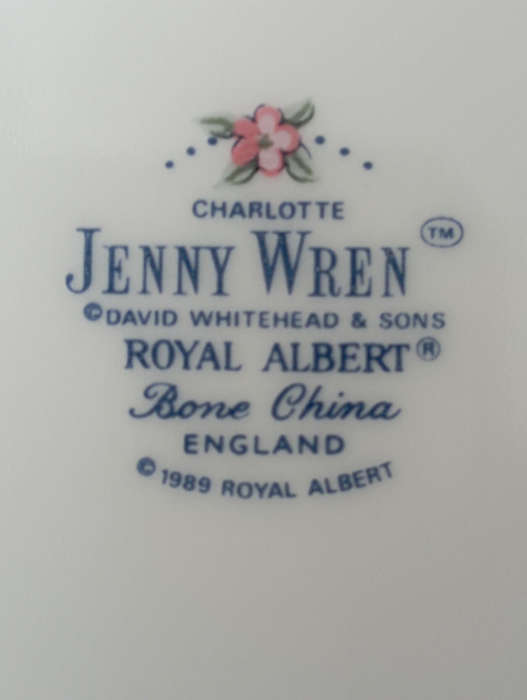 CHARLOTTE
JENNY WREN ™
©DAVID WHITEHEAD & SONS
ROYAL ALBERT®
Bone China
ENGLAND
© 1989 ROYAL ALBERT